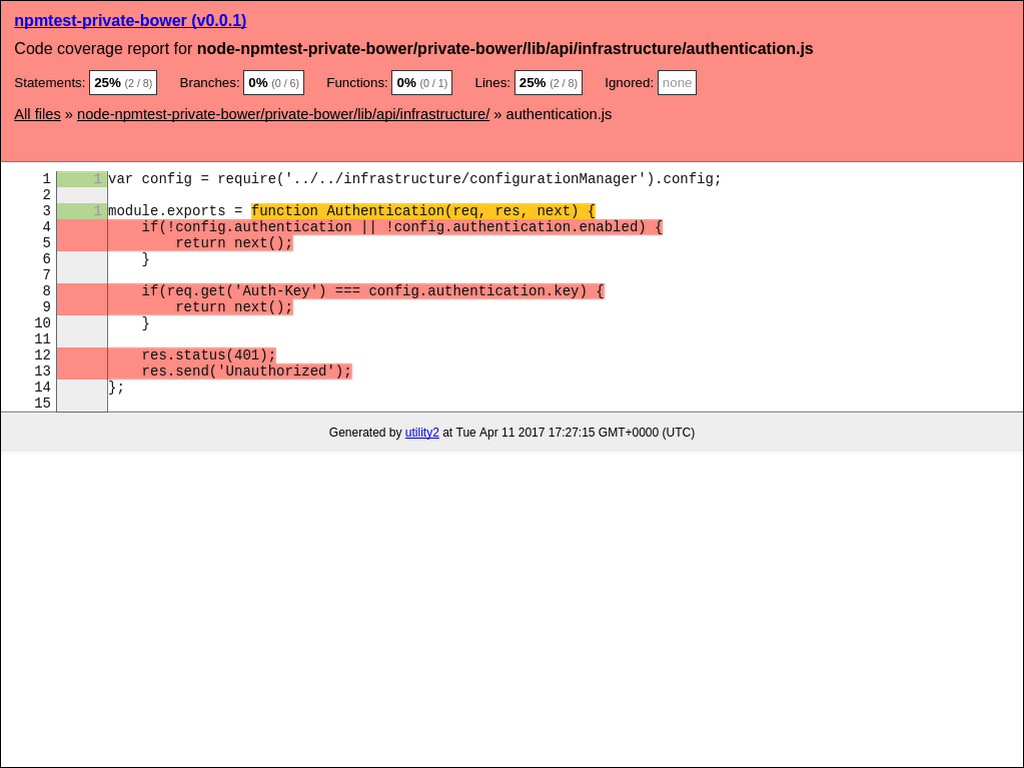 npmtest-private-bower (v0.0.1)
Code coverage report for node-npmtest-private-bower/private-bower/lib/api/infrastructure/authentication.js
Statements: 25% (2 / 8) Branches: 0% (0 / 6) Functions: 0% (0 / 1) Lines: 25% (2 / 8) Ignored: none
All files » node-npmtest-private-bower/private-bower/lib/api/infrastructure/ » authentication.js
1 1 var config = require('../../infrastructure/configurationManager').config;
2
3 1 module.exports = function Authentication(req, res, next) {
4     if(!config.authentication || !config.authentication.enabled) {
5         return next();
6     }
7
8     if(req.get('Auth-Key') === config.authentication.key) {
9         return next();
10     }
11
12     res.status(401);
13     res.send('Unauthorized');
14 };
15
Generated by utility2 at Tue Apr 11 2017 17:27:15 GMT+0000 (UTC)